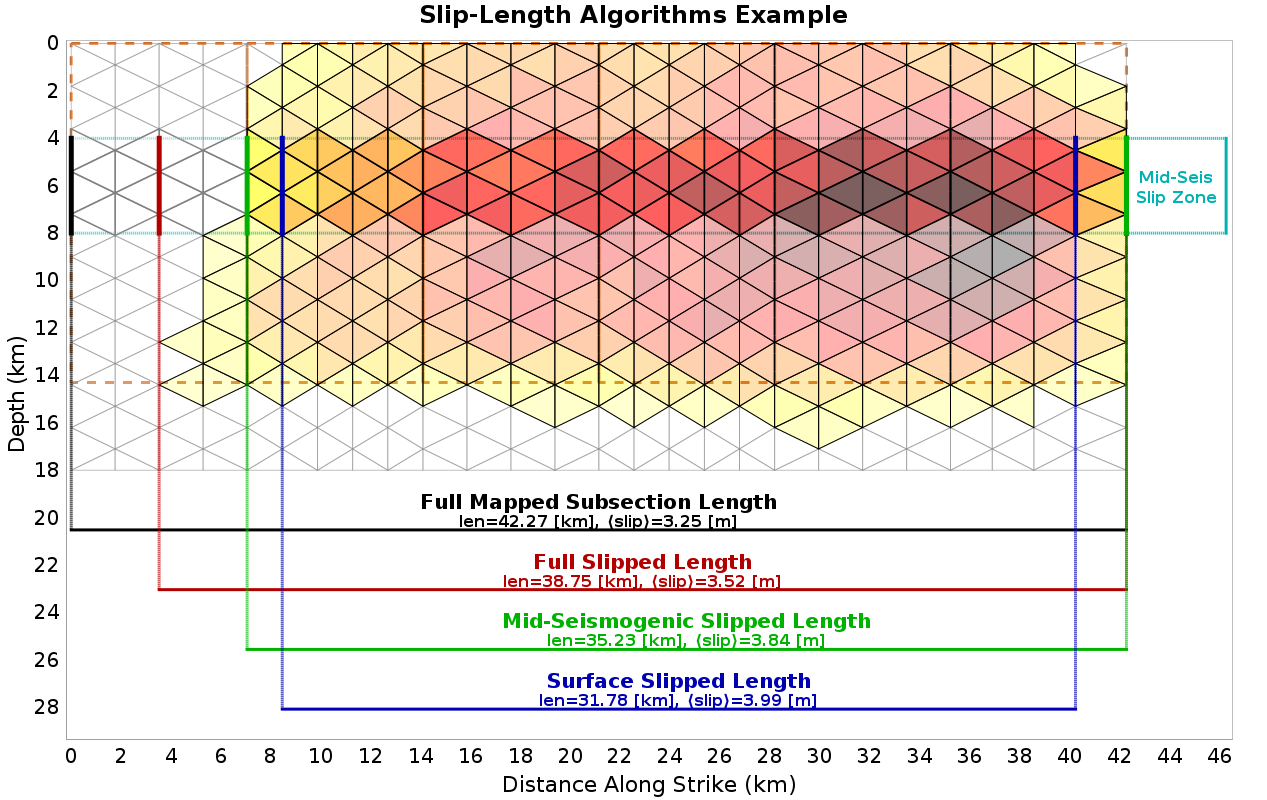 Slip-Length Algorithms Example
0
2
4
6
8
10
12
14
16
18
20
22
24
26
28
Depth (km)
Mid-Seis
Slip Zone
Full Mapped Subsection Length
len=42.27 [km], ⟨slip⟩=3.25 [m]
Full Slipped Length
len=38.75 [km], ⟨slip⟩=3.52 [m]
Mid-Seismogenic Slipped Length
len=35.23 [km], ⟨slip⟩=3.84 [m]
Surface Slipped Length
len=31.78 [km], ⟨slip⟩=3.99 [m]
0 2 4 6 8 10 12 14 16 18 20 22 24 26 28 30 32 34 36 38 40 42 44 46
Distance Along Strike (km)